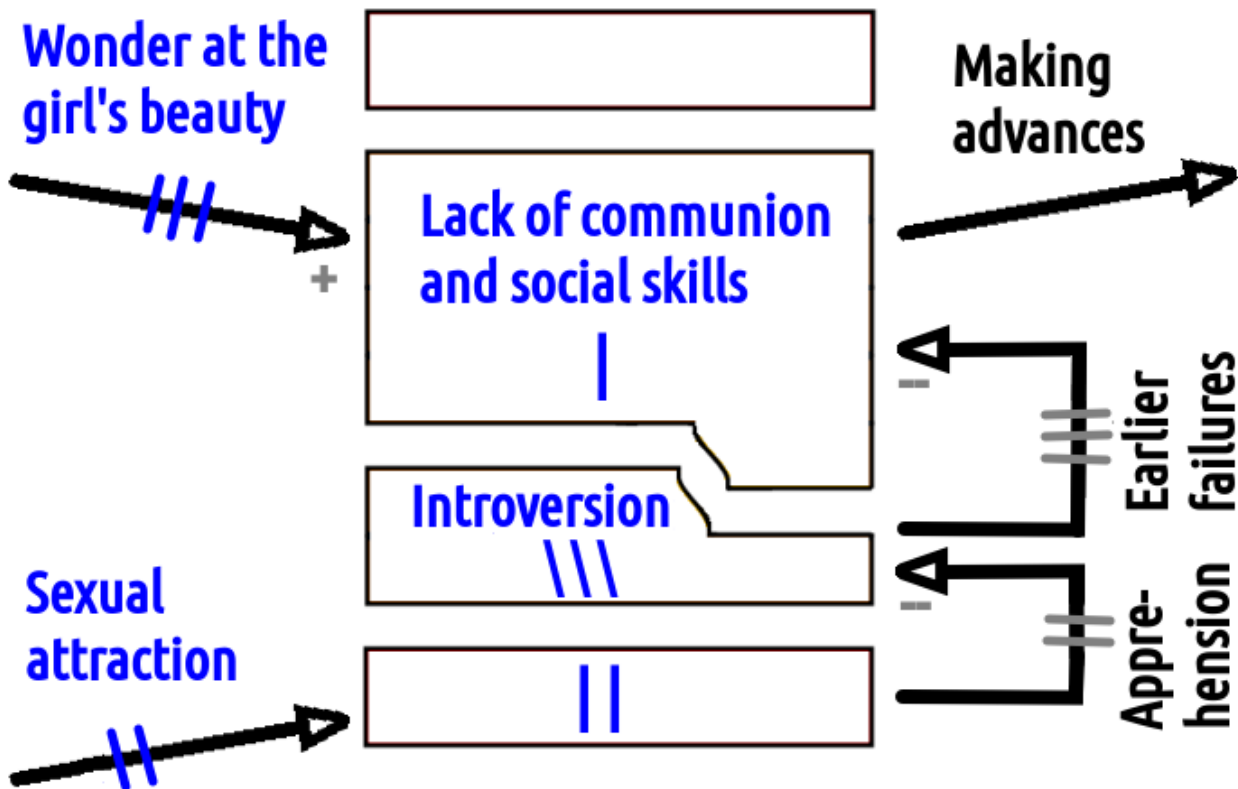 Wonder at the
girl's beauty
+
Making
advances
Lack of communion
and social skills
|
--
Earlier
failures
Introversion
\\\
--
Appre-
hension
Sexual
attraction
||